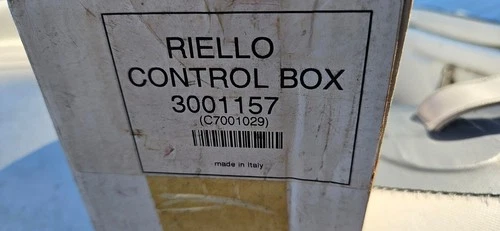 RIELLO
CONTROL BOX
3001157
(C7001029)
made in Italy